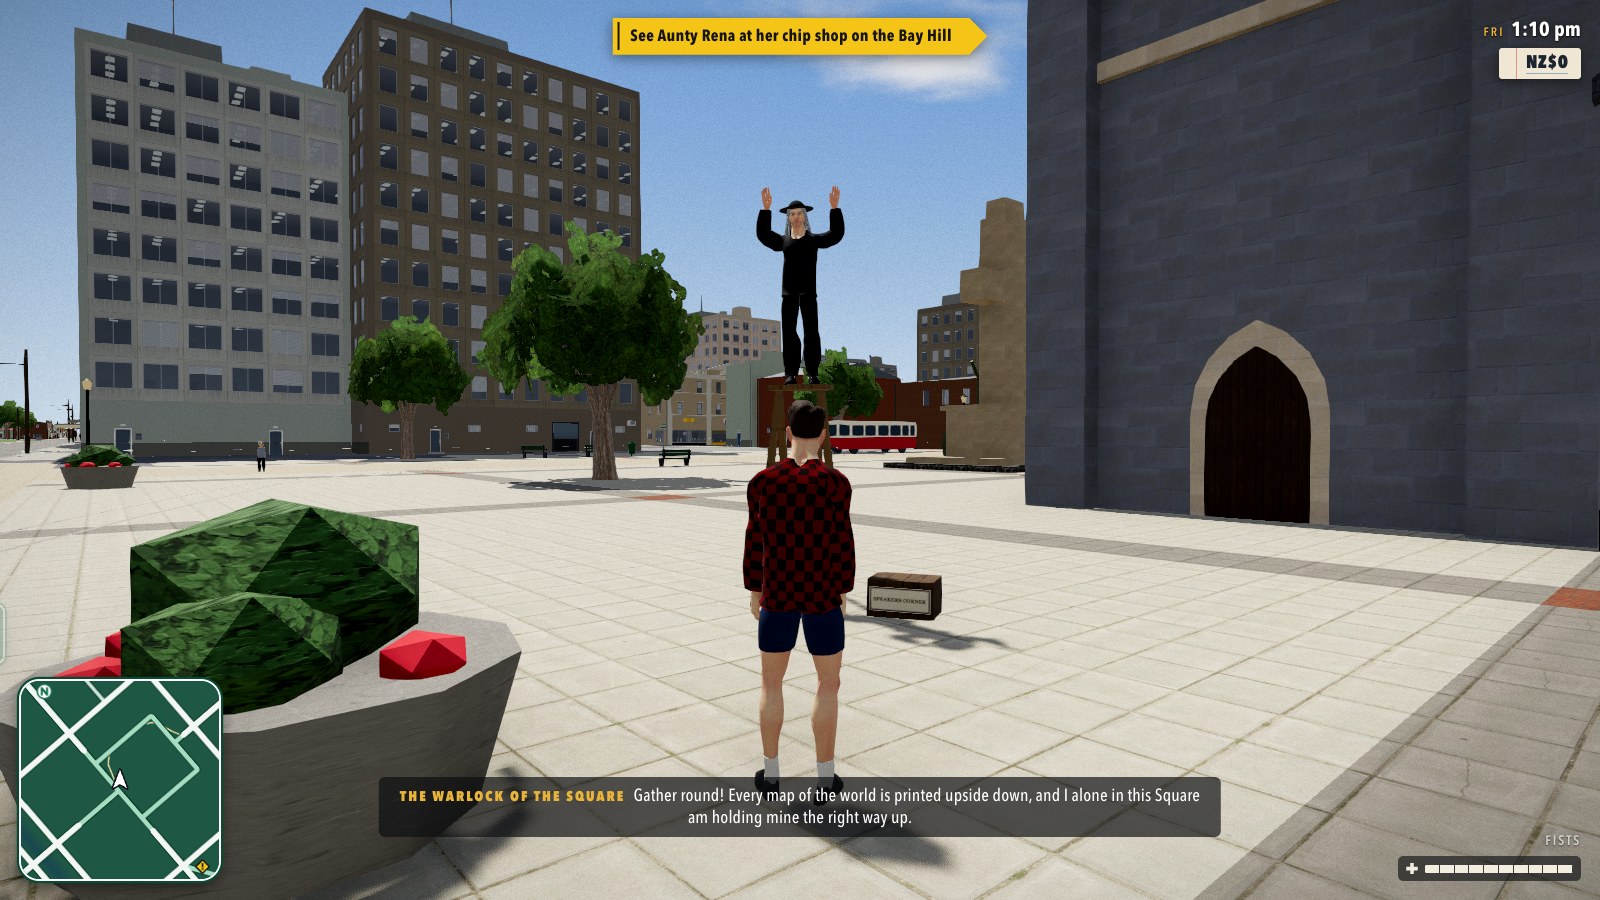 See Aunty Rena at her chip shop on the Bay Hill
FRI 1:10 pm
NZ$0
SPEAKERS CORNER
N
THE WARLOCK OF THE SQUARE Gather round! Every map of the world is printed upside down, and I alone in this Square
am holding mine the right way up.
FISTS